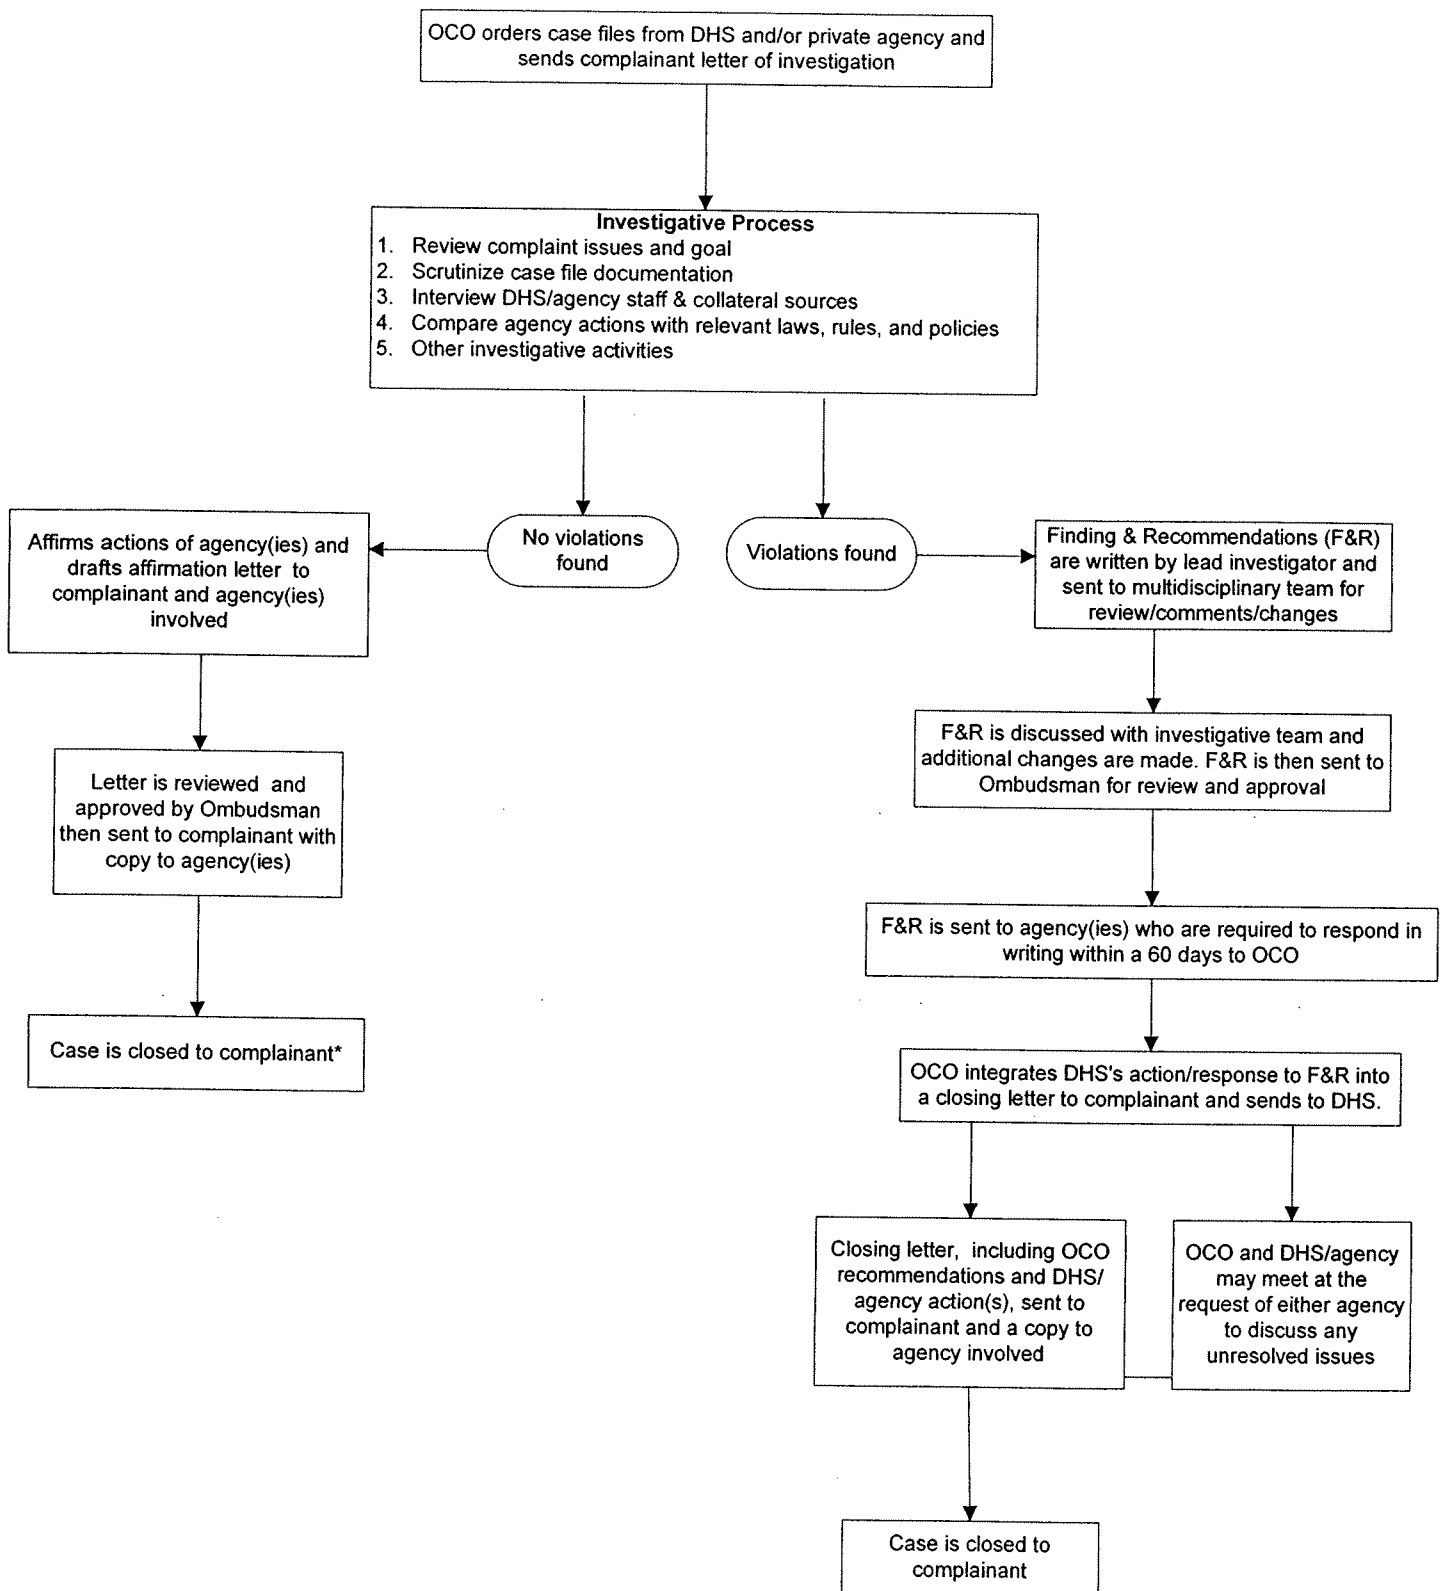 OCO orders case files from DHS and/or private agency and
sends complainant letter of investigation
Investigative Process
1. Review complaint issues and goal
2. Scrutinize case file documentation
3. Interview DHS/agency staff & collateral sources
4. Compare agency actions with relevant laws, rules, and policies
5. Other investigative activities
No violations
found
Violations found
Affirms actions of agency(ies) and
drafts affirmation letter to
complainant and agency(ies)
involved
Letter is reviewed and
approved by Ombudsman
then sent to complainant with
copy to agency(ies)
Case is closed to complainant*
Finding & Recommendations (F&R)
are written by lead investigator and
sent to multidisciplinary team for
review/comments/changes
F&R is discussed with investigative team and
additional changes are made. F&R is then sent to
Ombudsman for review and approval
F&R is sent to agency(ies) who are required to respond in
writing within a 60 days to OCO
OCO integrates DHS's action/response to F&R into
a closing letter to complainant and sends to DHS.
Closing letter, including OCO
recommendations and DHS/
agency action(s), sent to
complainant and a copy to
agency involved
OCO and DHS/agency
may meet at the
request of either agency
to discuss any
unresolved issues
Case is closed to
complainant